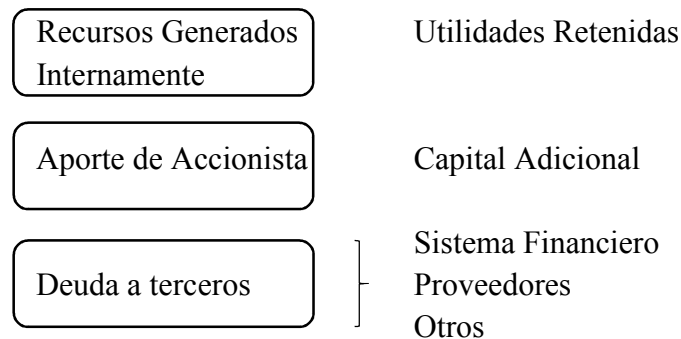 Recursos Generados Internamente
Utilidades Retenidas
Aporte de Accionista
Capital Adicional
Deuda a terceros
Sistema Financiero
Proveedores
Otros